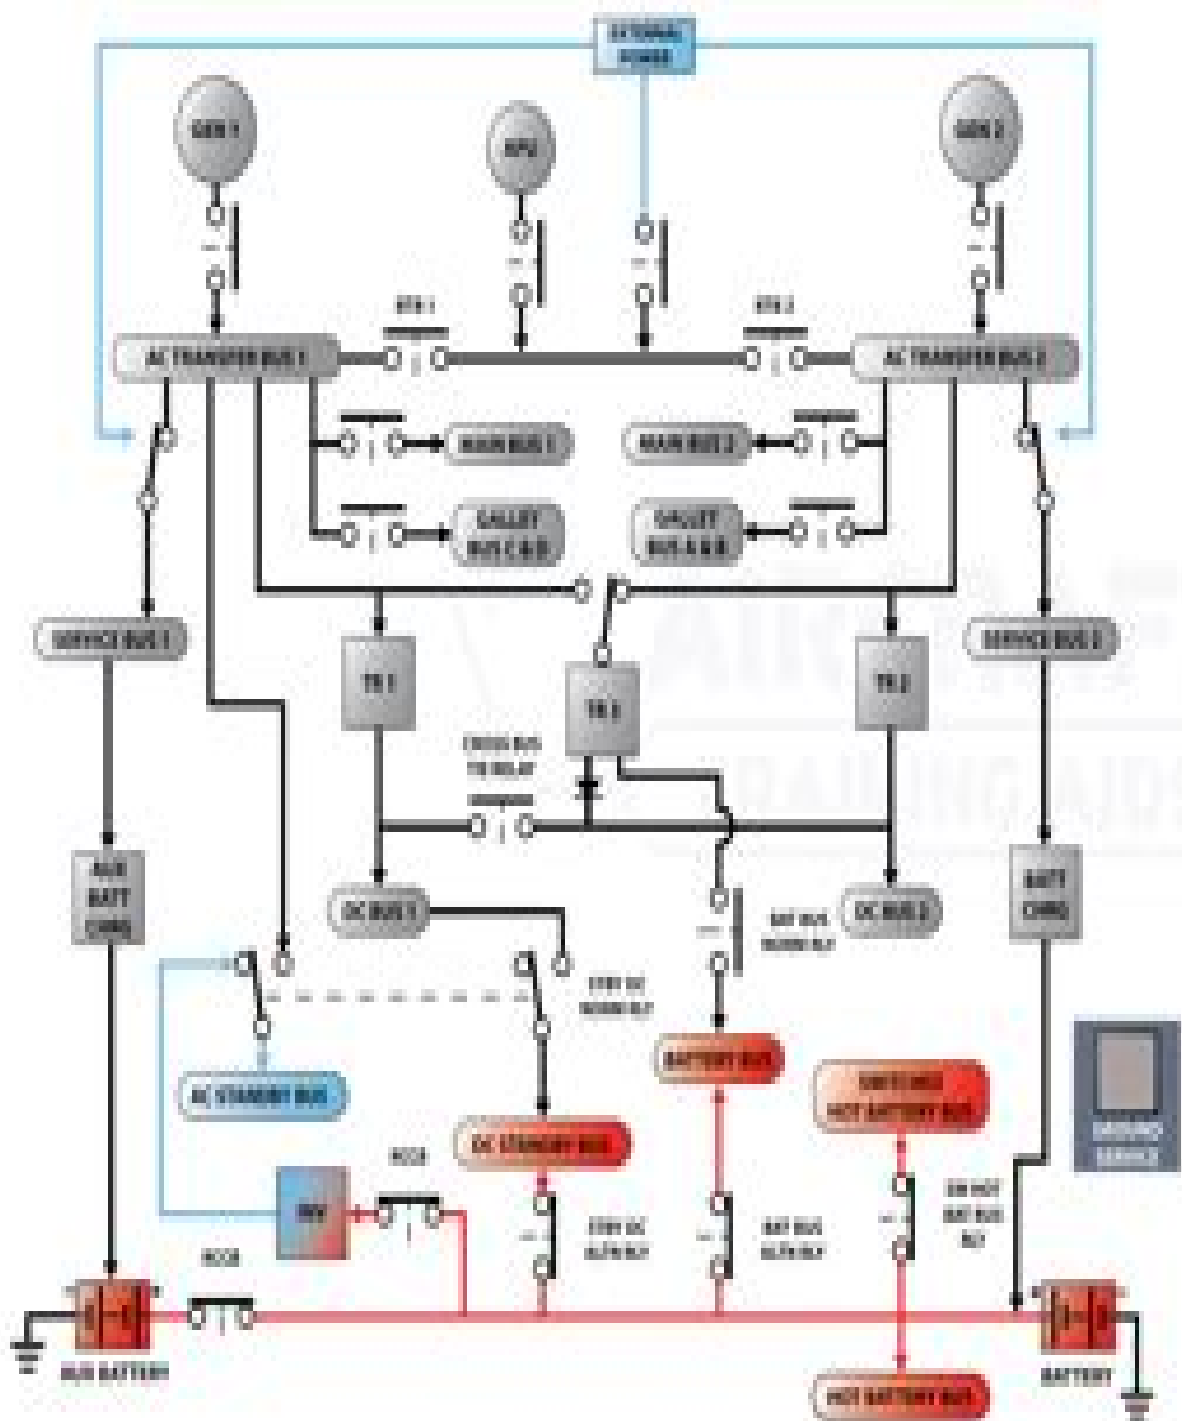 EXTERNAL
POWER
GEN 1
APU
GEN 2
BTB 1
BTB 2
AC TRANSFER BUS 1
AC TRANSFER BUS 2
MAIN BUS 1
MAIN BUS 2
GALLEY
BUS C & D
GALLEY
BUS A & B
SERVICE BUS 1
SERVICE BUS 2
TR 1
TR 3
TR 2
CROSS BUS
TIE RELAY
AUX
BATT
CHRG
BATT
CHRG
DC BUS 1
DC BUS 2
BAT BUS
NORM RLY
STBY DC
NORM RLY
BATTERY BUS
SWITCHED
HOT BATTERY BUS
AC STANDBY BUS
DC STANDBY BUS
GROUND
SERVICE
INV
RCCB
STBY DC
ALTN RLY
BAT BUS
ALTN RLY
SW HOT
BAT BUS
RLY
RCCB
AUX BATTERY
BATTERY
HOT BATTERY BUS
TRAINING AIDS